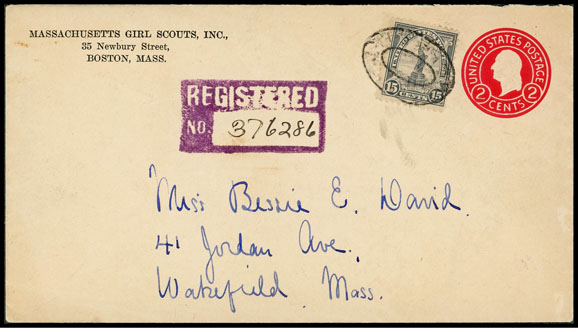 MASSACHUSETTS GIRL SCOUTS, INC.,
35 Newbury Street,
BOSTON, MASS.
15 CENTS 15
UNITED STATES POSTAGE
2 CENTS 2
REGISTERED
NO. 376286
Miss Bessie E. David.
41 Jordan Ave.
Wakefield Mass.